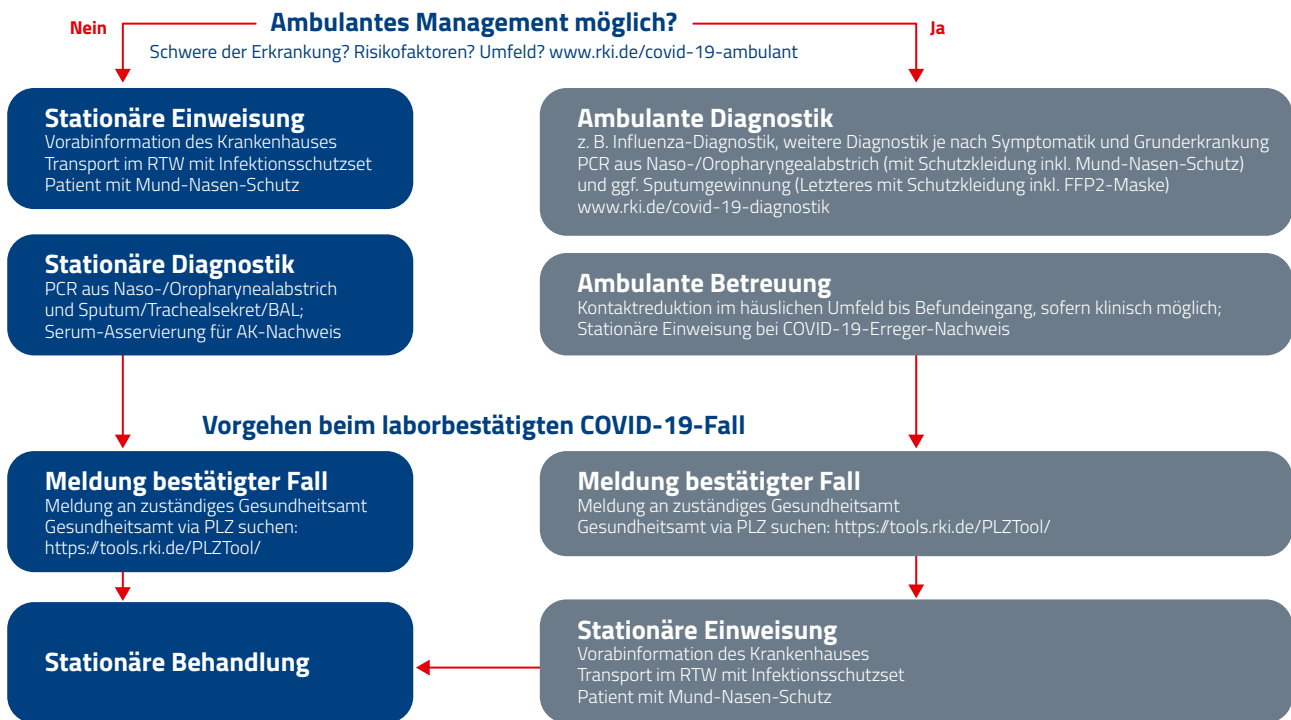 Ambulantes Management möglich?
Nein
Ja
Schwere der Erkrankung? Risikofaktoren? Umfeld? www.rki.de/covid-19-ambulant
Stationäre Einweisung
Vorabinformation des Krankenhauses
Transport im RTW mit Infektionsschutzset
Patient mit Mund-Nasen-Schutz
Ambulante Diagnostik
z. B. Influenza-Diagnostik, weitere Diagnostik je nach Symptomatik und Grunderkrankung
PCR aus Naso-/Oropharyngealabstrich (mit Schutzkleidung inkl. Mund-Nasen-Schutz)
und ggf. Sputumgewinnung (Letzteres mit Schutzkleidung inkl. FFP2-Maske)
www.rki.de/covid-19-diagnostik
Stationäre Diagnostik
PCR aus Naso-/Oropharynealabstrich
und Sputum/Trachealsekret/BAL;
Serum-Asservierung für AK-Nachweis
Ambulante Betreuung
Kontaktreduktion im häuslichen Umfeld bis Befundeingang, sofern klinisch möglich;
Stationäre Einweisung bei COVID-19-Erreger-Nachweis
Vorgehen beim laborbestätigten COVID-19-Fall
Meldung bestätigter Fall
Meldung an zuständiges Gesundheitsamt
Gesundheitsamt via PLZ suchen:
https://tools.rki.de/PLZTool/
Meldung bestätigter Fall
Meldung an zuständiges Gesundheitsamt
Gesundheitsamt via PLZ suchen: https://tools.rki.de/PLZTool/
Stationäre Behandlung
Stationäre Einweisung
Vorabinformation des Krankenhauses
Transport im RTW mit Infektionsschutzset
Patient mit Mund-Nasen-Schutz